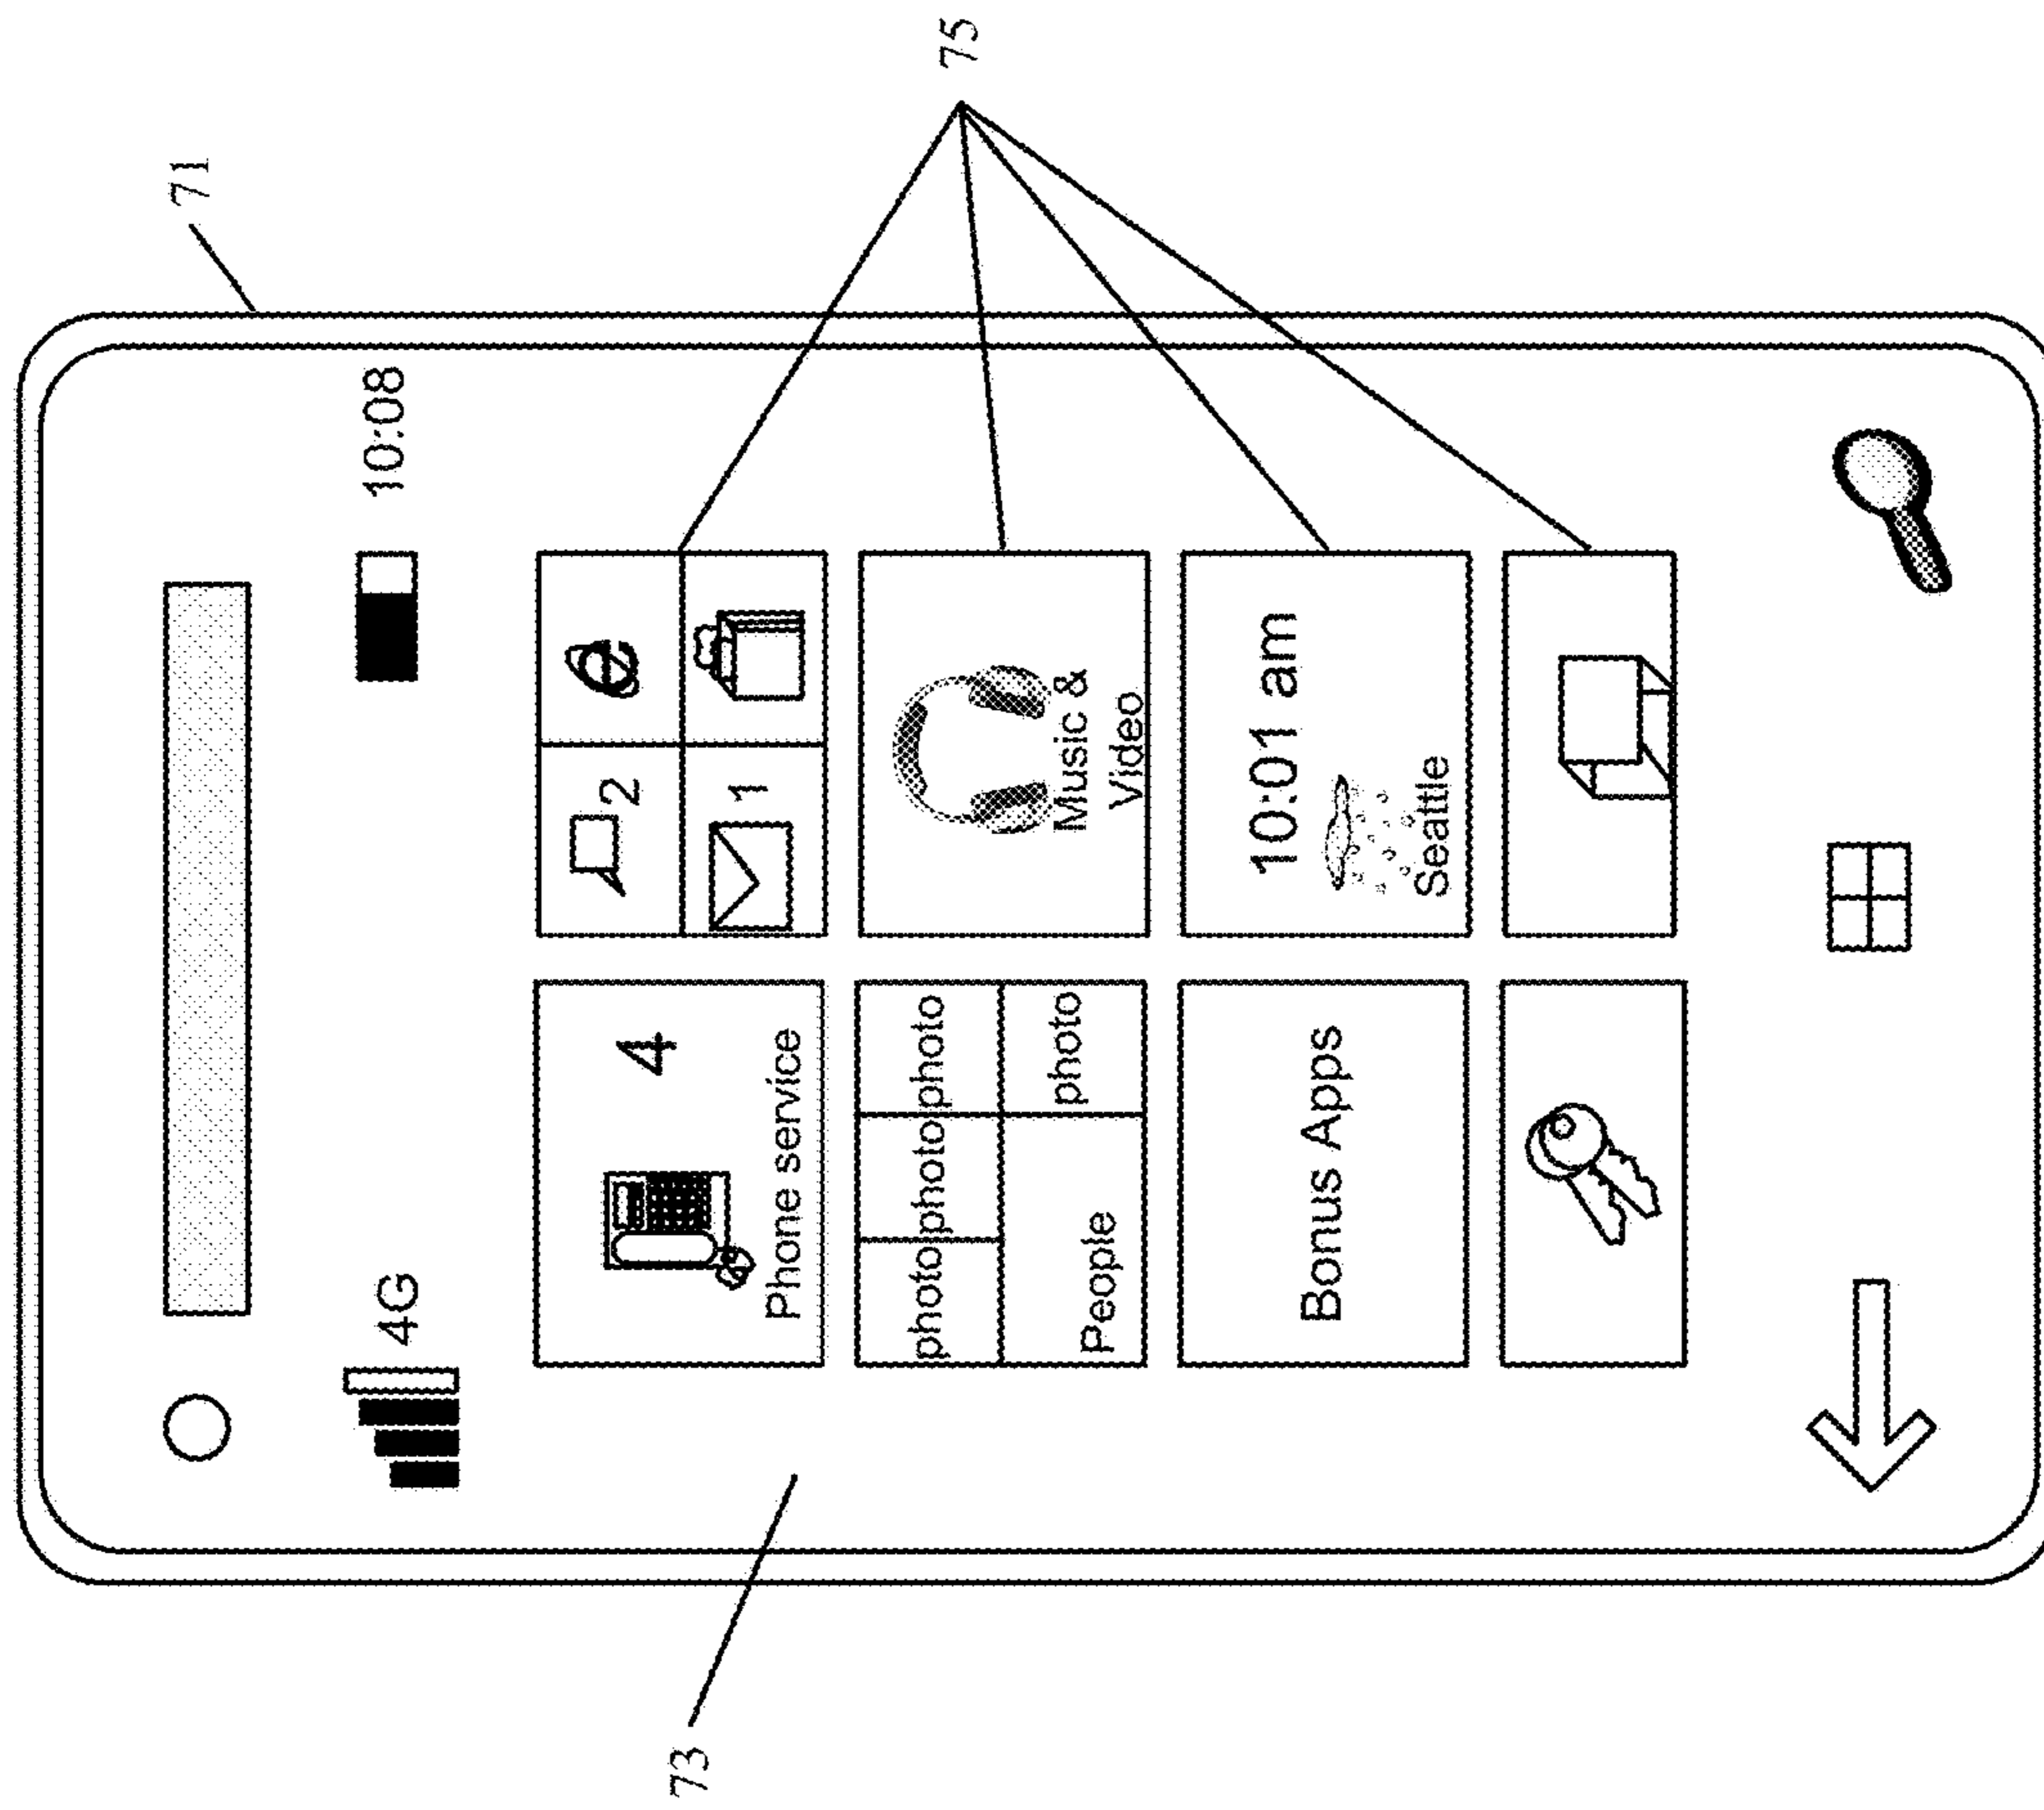 71
4G
10:08
4
Phone service
2
e
1
75
photo
photo
photo
photo
People
Music &
Video
Bonus Apps
10:01 am
Seattle
73